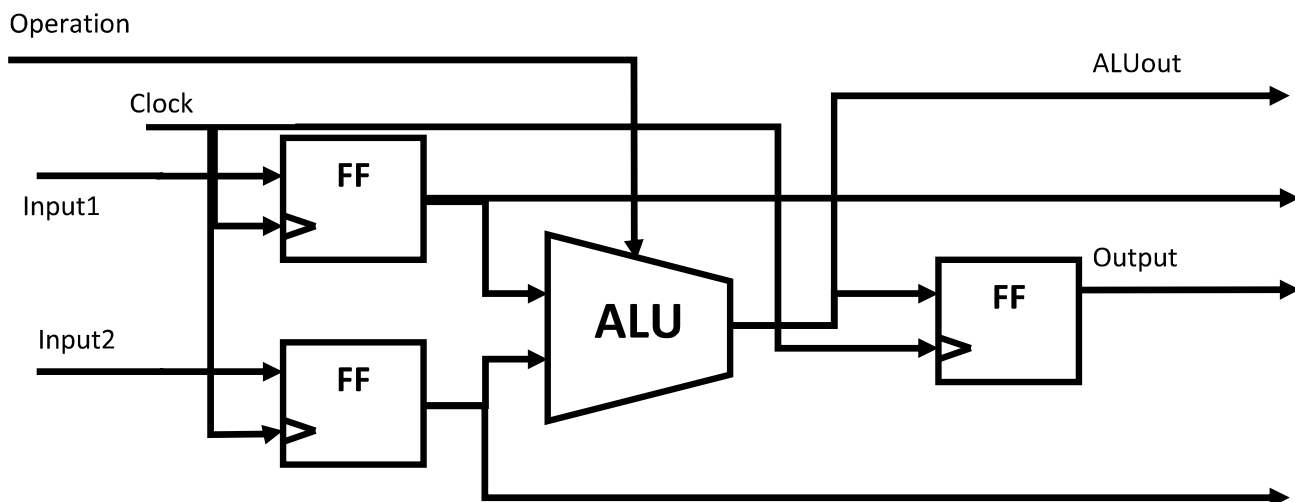 Operation
ALUout
Clock
FF
Input1
Output
FF
ALU
Input2
FF